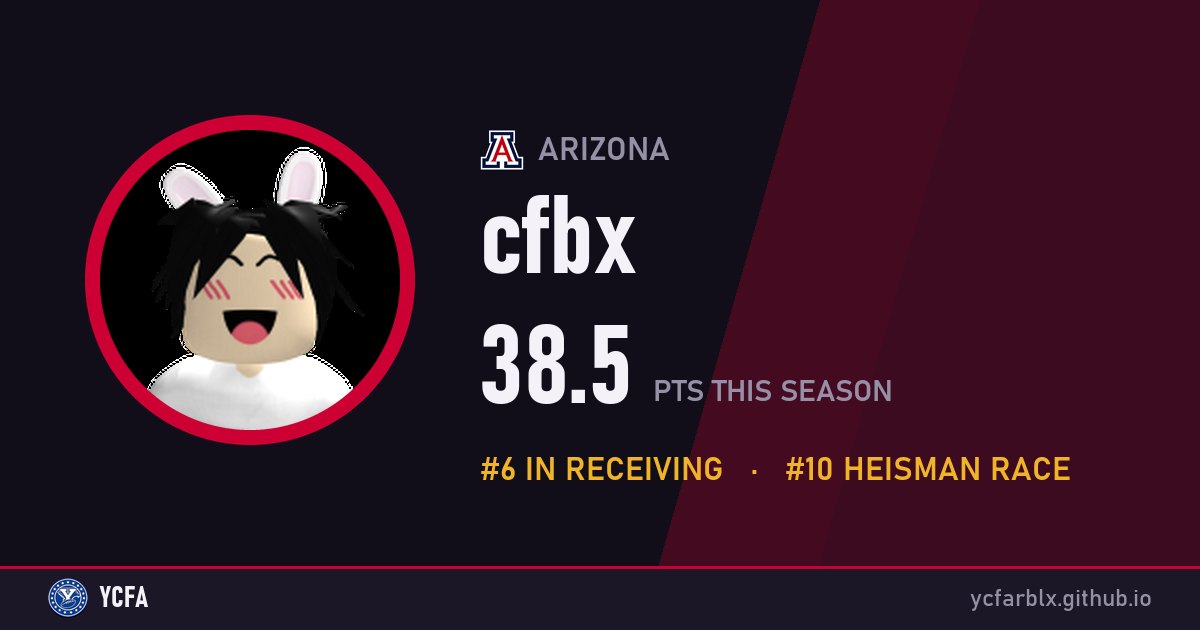 ARIZONA
cfbx
38.5 PTS THIS SEASON
#6 IN RECEIVING · #10 HEISMAN RACE
YCFA
ycfarblx.github.io